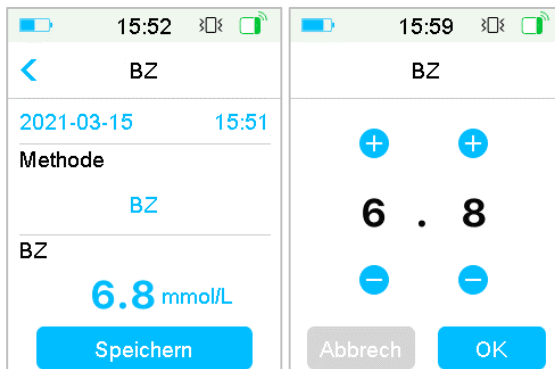 15:52
BZ
2021-03-15 15:51
Methode
BZ
BZ
6.8 mmol/L
Speichern
15:59
BZ
6 . 8
Abbrech OK